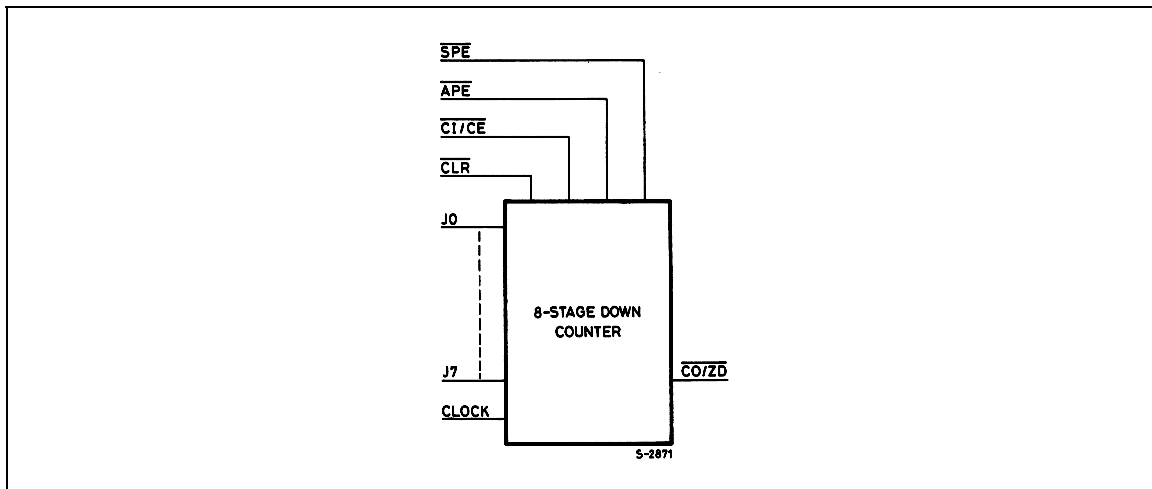 SPE
APE
CI/CE
CLR
J0
8-STAGE DOWN
COUNTER
J7
CO/ZD
CLOCK
S-2871